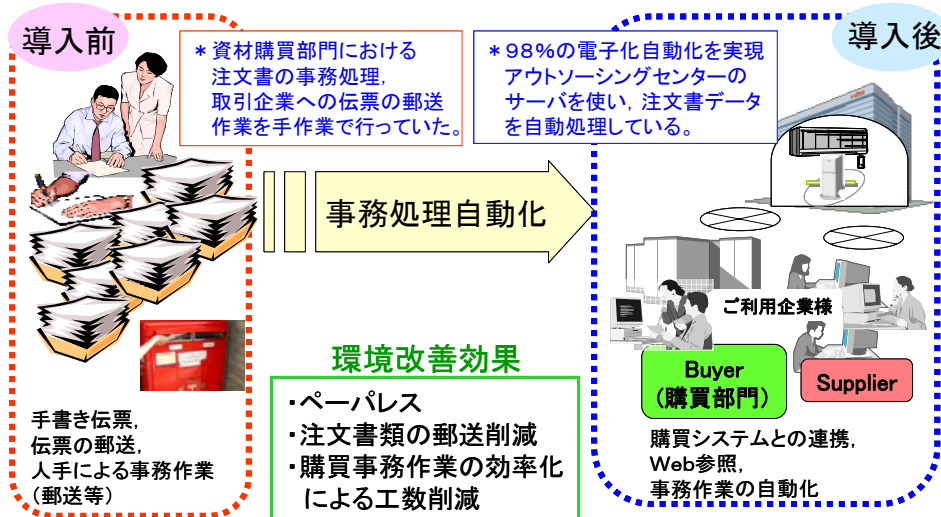 導入前
＊資材購買部門における
注文書の事務処理，
取引企業への伝票の郵送
作業を手作業で行っていた。
＊98％の電子化自動化を実現
アウトソーシングセンターの
サーバを使い，注文書データ
を自動処理している。
導入後
事務処理自動化
ご利用企業様
Buyer
（購買部門）
Supplier
環境改善効果
・ペーパレス
・注文書類の郵送削減
・購買事務作業の効率化
による工数削減
手書き伝票，
伝票の郵送，
人手による事務作業
（郵送等）
購買システムとの連携，
Web参照，
事務作業の自動化